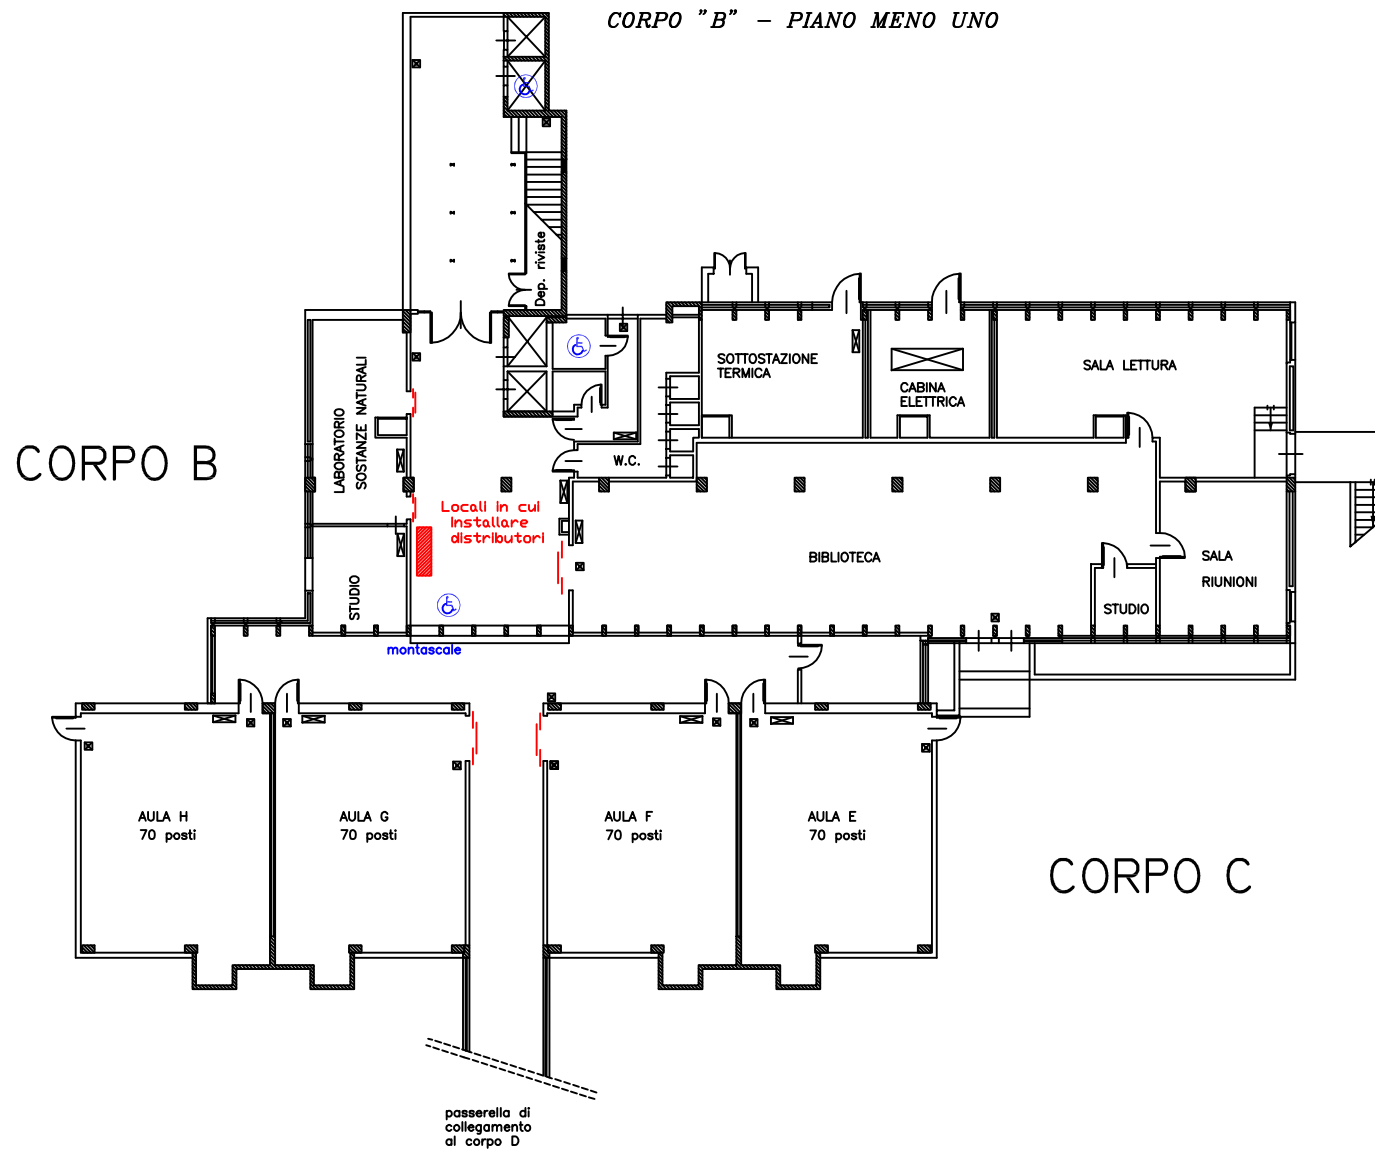 CORPO "B" - PIANO MENO UNO
Dep. riviste
SOTTOSTAZIONE
TERMICA
CABINA
ELETTRICA
SALA LETTURA
LABORATORIO
SOSTANZE NATURALI
CORPO B
W.C.
Locali in cui
installare
distributori
BIBLIOTECA
SALA
RIUNIONI
STUDIO
STUDIO
montascale
AULA H
70 posti
AULA G
70 posti
AULA F
70 posti
AULA E
70 posti
CORPO C
passerella di
collegamento
al corpo D